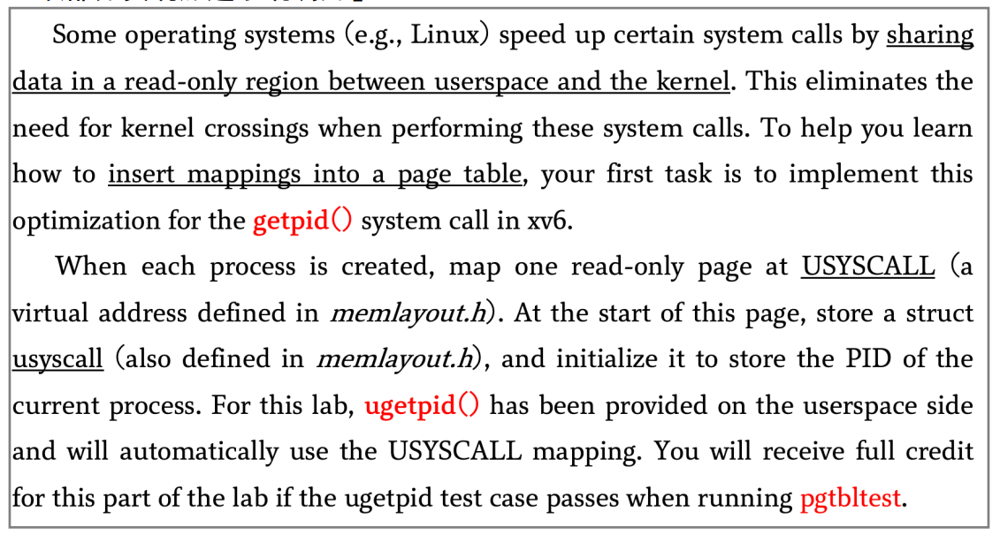 Some operating systems (e.g., Linux) speed up certain system calls by sharing
data in a read-only region between userspace and the kernel. This eliminates the
need for kernel crossings when performing these system calls. To help you learn
how to insert mappings into a page table, your first task is to implement this
optimization for the getpid() system call in xv6.
When each process is created, map one read-only page at USYSCALL (a
virtual address defined in memlayout.h). At the start of this page, store a struct
usyscall (also defined in memlayout.h), and initialize it to store the PID of the
current process. For this lab, ugetpid() has been provided on the userspace side
and will automatically use the USYSCALL mapping. You will receive full credit
for this part of the lab if the ugetpid test case passes when running pgtbltest.